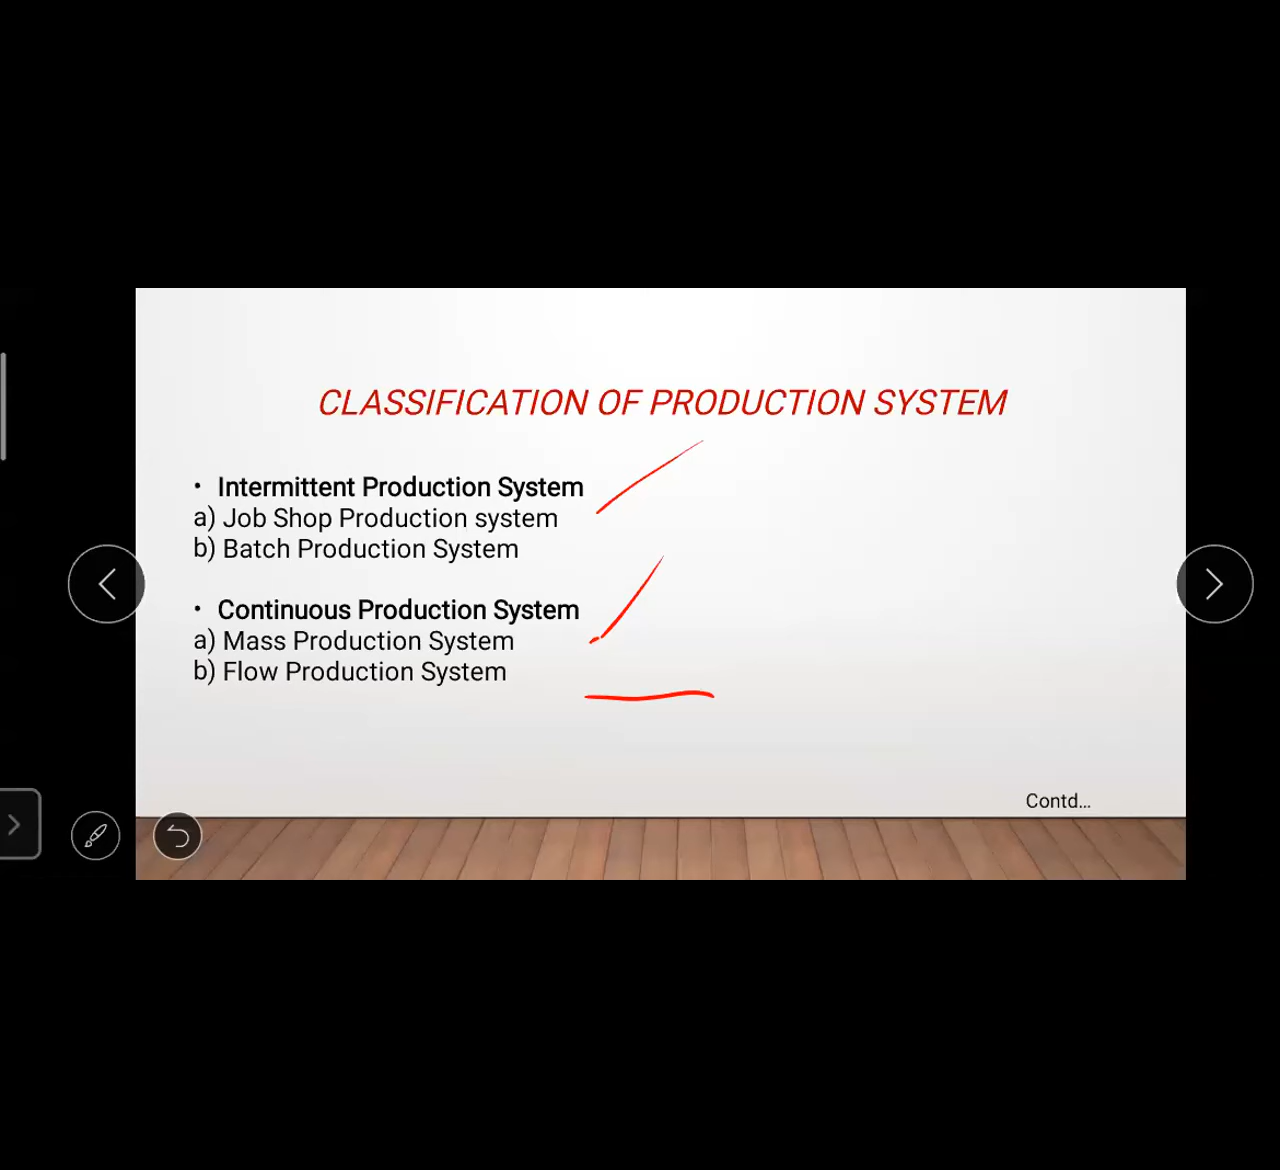 CLASSIFICATION OF PRODUCTION SYSTEM
• Intermittent Production System
a) Job Shop Production system
b) Batch Production System
• Continuous Production System
a) Mass Production System
b) Flow Production System
Contd...